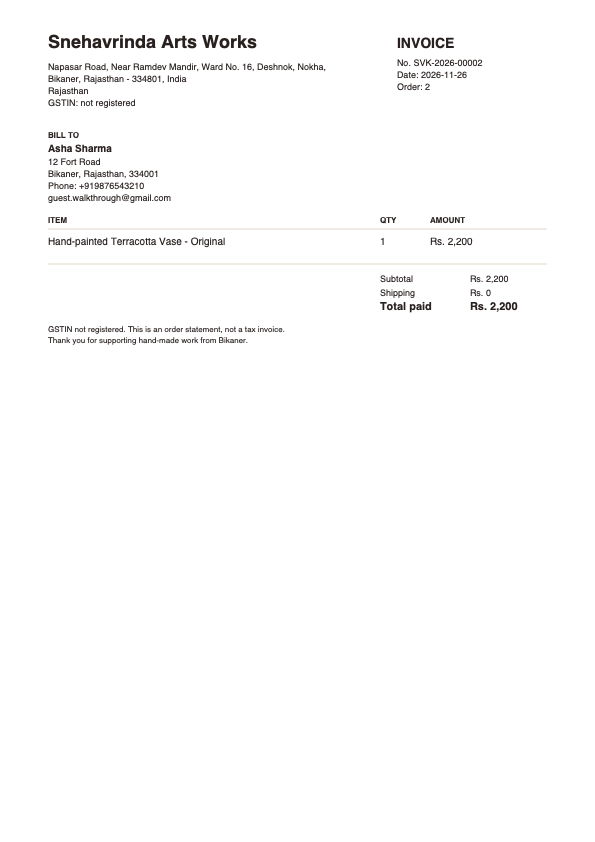 Snehavrinda Arts Works
Napasar Road, Near Ramdev Mandir, Ward No. 16, Deshnok, Nokha,
Bikaner, Rajasthan - 334801, India
Rajasthan
GSTIN: not registered
INVOICE
No. SVK-2026-00002
Date: 2026-11-26
Order: 2
BILL TO
Asha Sharma
12 Fort Road
Bikaner, Rajasthan, 334001
Phone: +919876543210
guest.walkthrough@gmail.com
ITEM QTY AMOUNT
Hand-painted Terracotta Vase - Original 1 Rs. 2,200
Subtotal Rs. 2,200
Shipping Rs. 0
Total paid Rs. 2,200
GSTIN not registered. This is an order statement, not a tax invoice.
Thank you for supporting hand-made work from Bikaner.